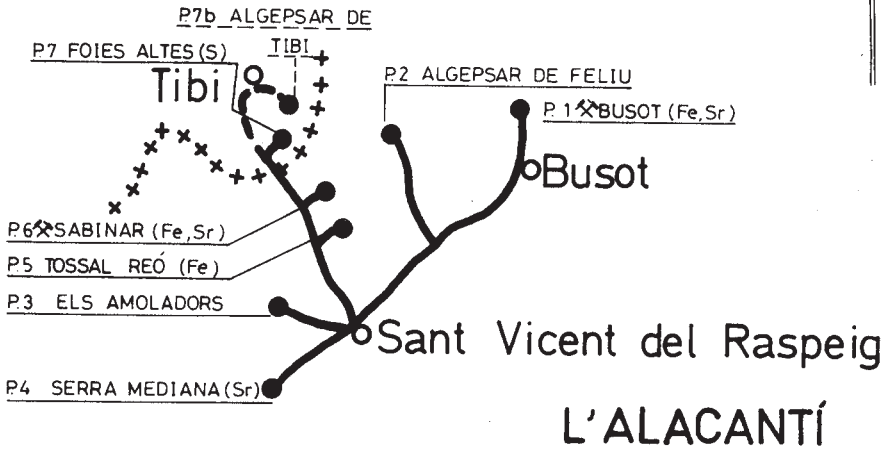 P.7b ALGEPSAR DE
TIBI
P.7 FOIES ALTES (S)
Tibi
P.2 ALGEPSAR DE FELIU
P.1 BUSOT (Fe,Sr)
Busot
P.6 SABINAR (Fe,Sr)
P.5 TOSSAL REÓ (Fe)
P.3 ELS AMOLADORS
Sant Vicent del Raspeig
P.4 SERRA MEDIANA (Sr)
L'ALACANTÍ